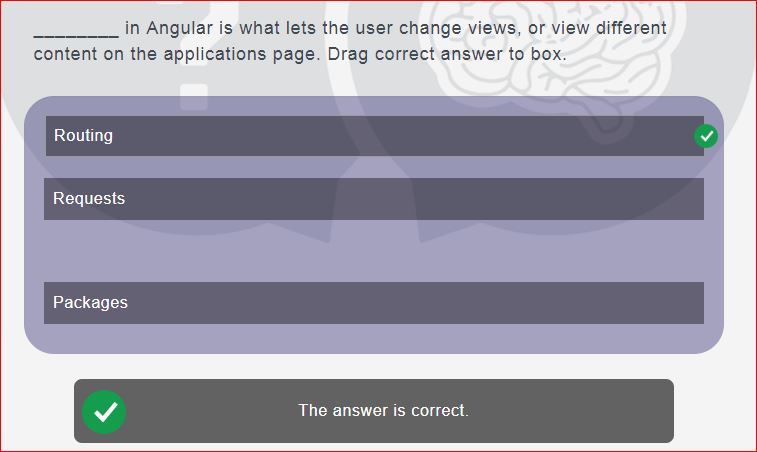 ________ in Angular is what lets the user change views, or view different
content on the applications page. Drag correct answer to box.
Routing
Requests
Packages
The answer is correct.